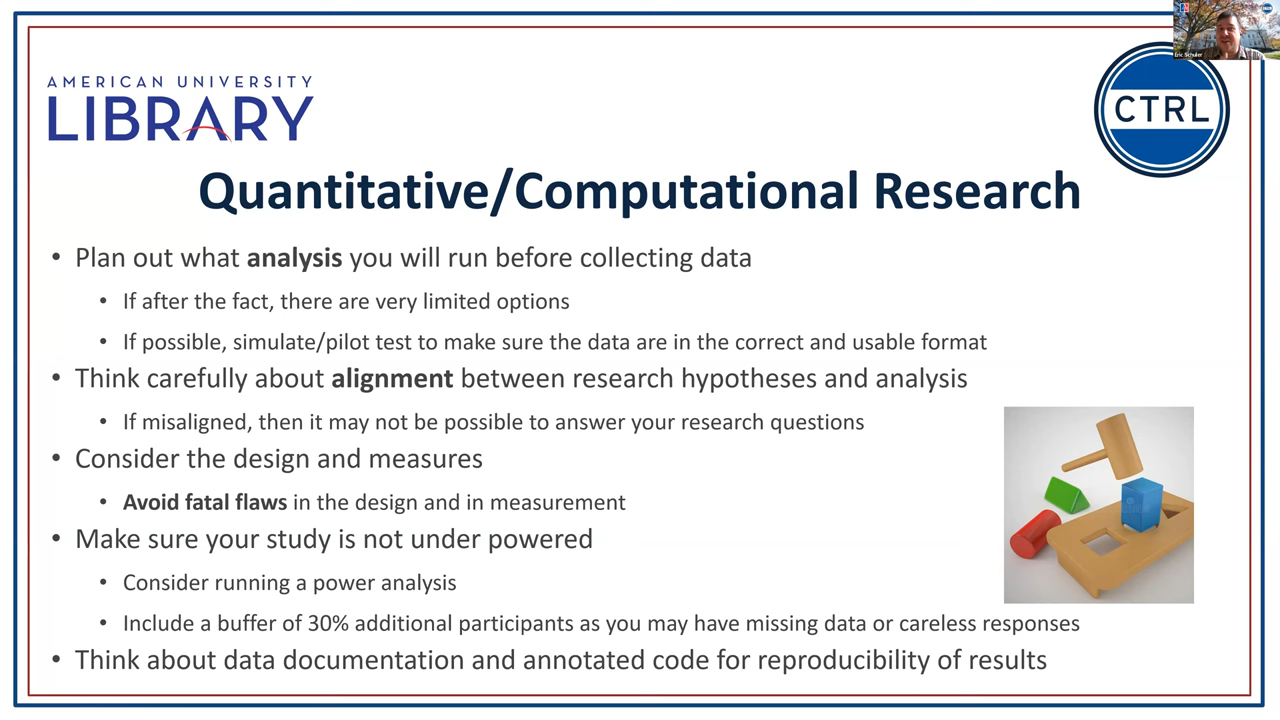 AMERICAN UNIVERSITY
LIBRARY
CTRL
Eric Schuler
Quantitative/Computational Research
• Plan out what analysis you will run before collecting data
• If after the fact, there are very limited options
• If possible, simulate/pilot test to make sure the data are in the correct and usable format
• Think carefully about alignment between research hypotheses and analysis
• If misaligned, then it may not be possible to answer your research questions
• Consider the design and measures
• Avoid fatal flaws in the design and in measurement
• Make sure your study is not under powered
• Consider running a power analysis
• Include a buffer of 30% additional participants as you may have missing data or careless responses
• Think about data documentation and annotated code for reproducibility of results